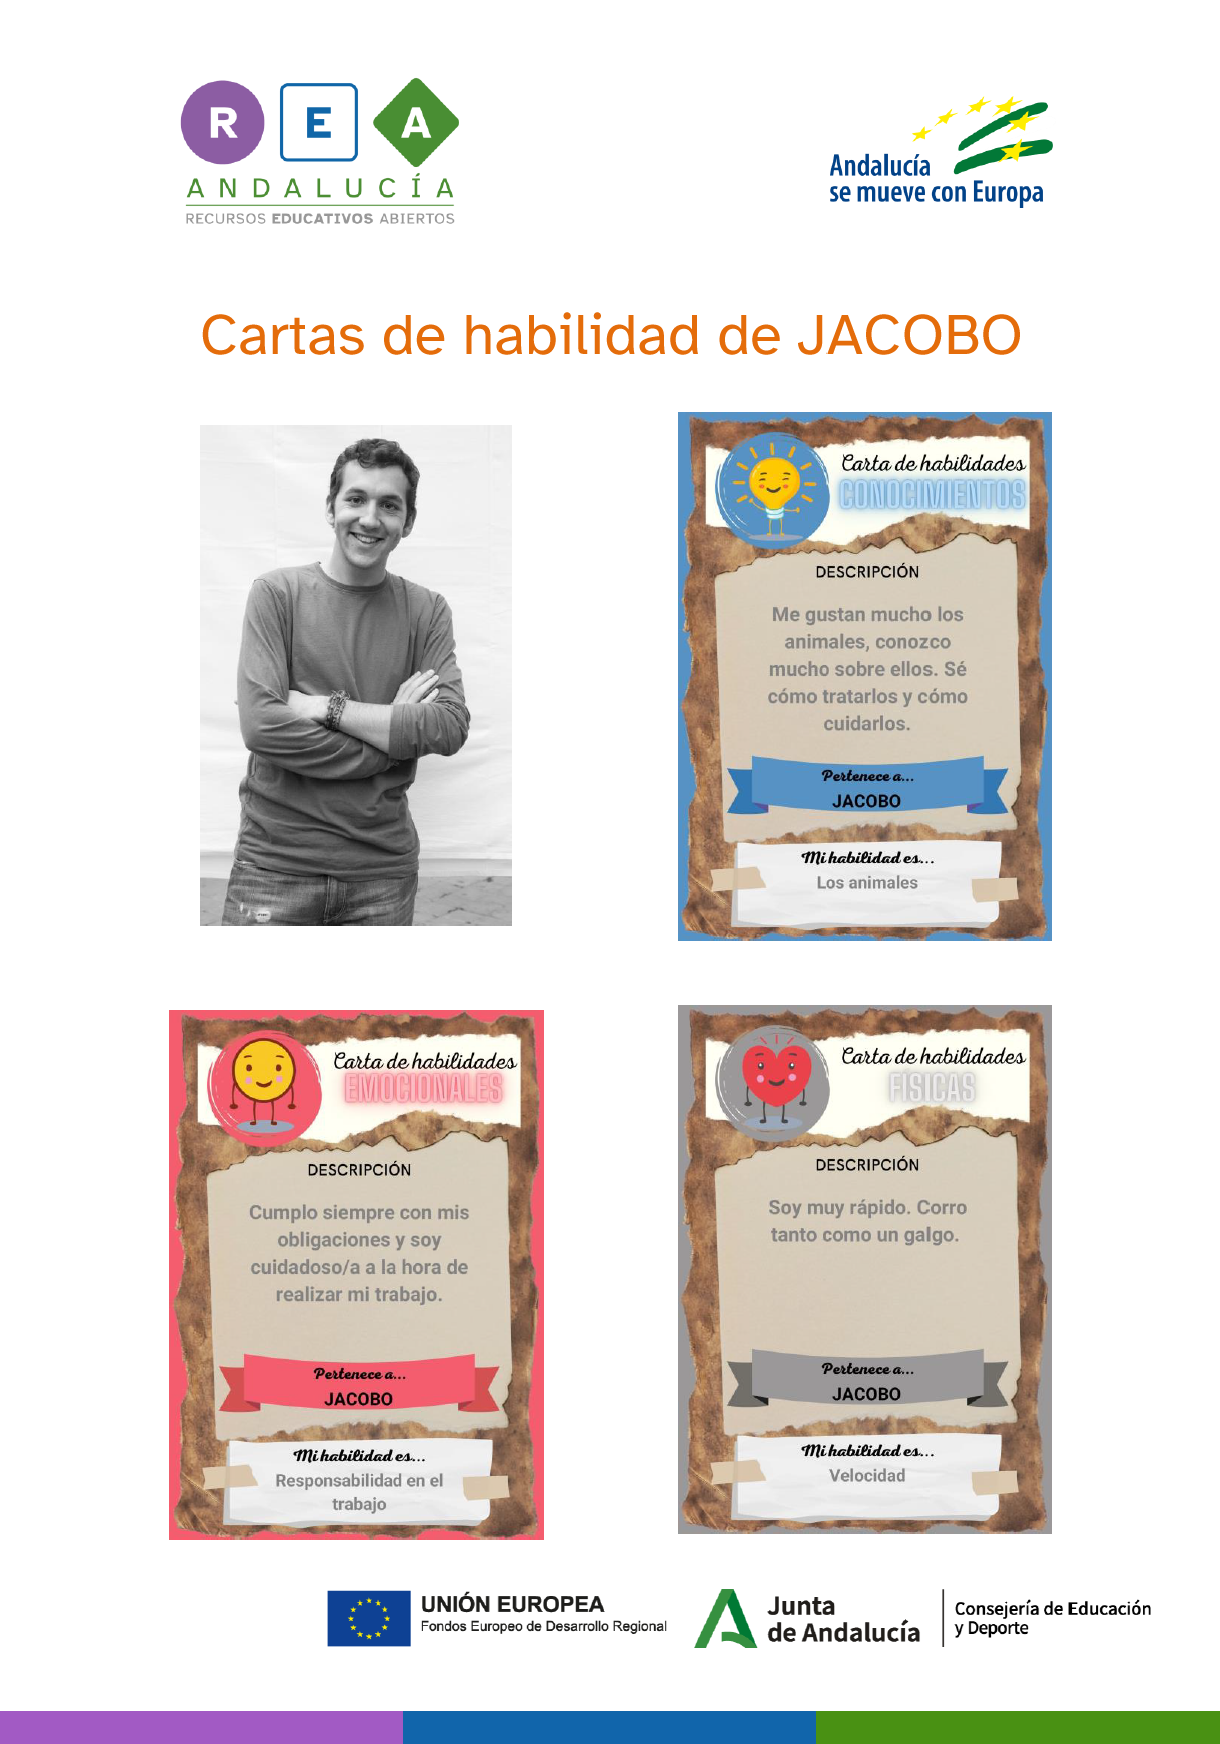 R E A
ANDALUCÍA
RECURSOS EDUCATIVOS ABIERTOS
Andalucía
se mueve con Europa
Cartas de habilidad de JACOBO
Carta de habilidades
CONOCIMIENTOS
DESCRIPCIÓN
Me gustan mucho los
animales, conozco
mucho sobre ellos. Sé
cómo tratarlos y cómo
cuidarlos.
Pertenece a...
JACOBO
Mi habilidad es...
Los animales
Carta de habilidades
EMOCIONALES
DESCRIPCIÓN
Cumplo siempre con mis
obligaciones y soy
cuidadoso/a a la hora de
realizar mi trabajo.
Pertenece a...
JACOBO
Mi habilidad es...
Responsabilidad en el
trabajo
Carta de habilidades
FÍSICAS
DESCRIPCIÓN
Soy muy rápido. Corro
tanto como un galgo.
Pertenece a...
JACOBO
Mi habilidad es...
Velocidad
UNIÓN EUROPEA
Fondos Europeo de Desarrollo Regional
Junta
de Andalucía
Consejería de Educación
y Deporte